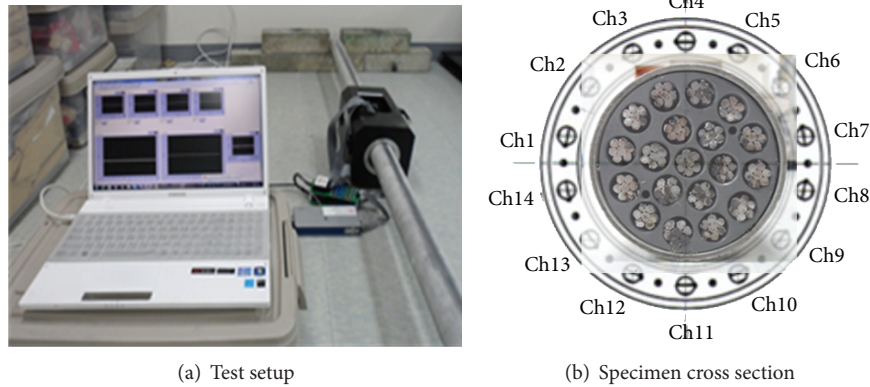 Ch4
Ch3
Ch5
Ch2
Ch6
Ch1
Ch7
Ch14
Ch8
Ch13
Ch9
Ch12
Ch10
Ch11
(a) Test setup
(b) Specimen cross section